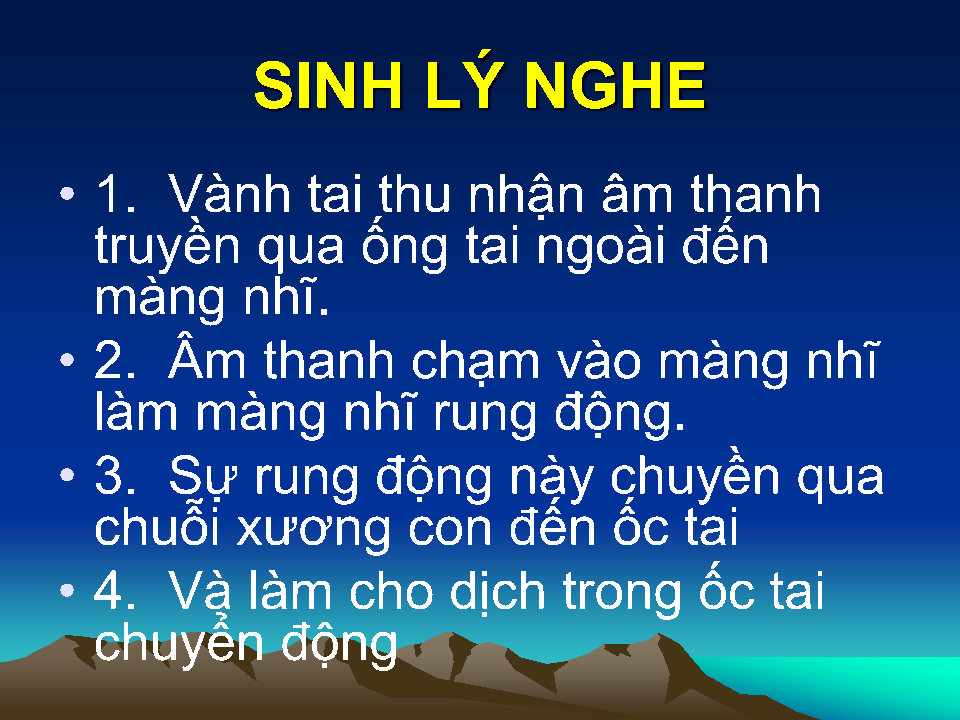 SINH LÝ NGHE
• 1. Vành tai thu nhận âm thanh
truyền qua ống tai ngoài đến
màng nhĩ.
• 2. Âm thanh chạm vào màng nhĩ
làm màng nhĩ rung động.
• 3. Sự rung động này chuyền qua
chuỗi xương con đến ốc tai
• 4. Và làm cho dịch trong ốc tai
chuyển động